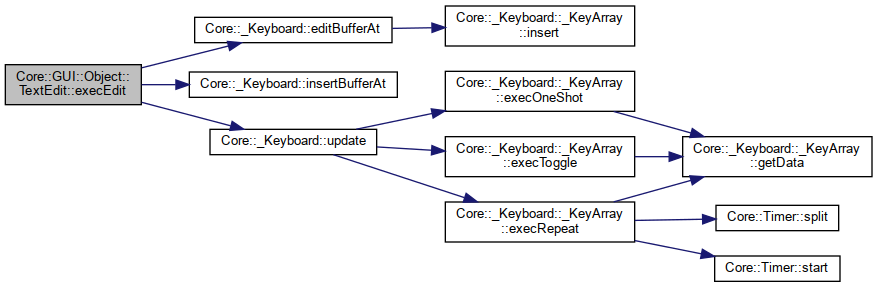 Core::GUI::Object::
TextEdit::execEdit
Core::_Keyboard::editBufferAt
Core::_Keyboard::insertBufferAt
Core::_Keyboard::update
Core::_Keyboard::_KeyArray
::insert
Core::_Keyboard::_KeyArray
::execOneShot
Core::_Keyboard::_KeyArray
::execToggle
Core::_Keyboard::_KeyArray
::execRepeat
Core::_Keyboard::_KeyArray
::getData
Core::Timer::split
Core::Timer::start